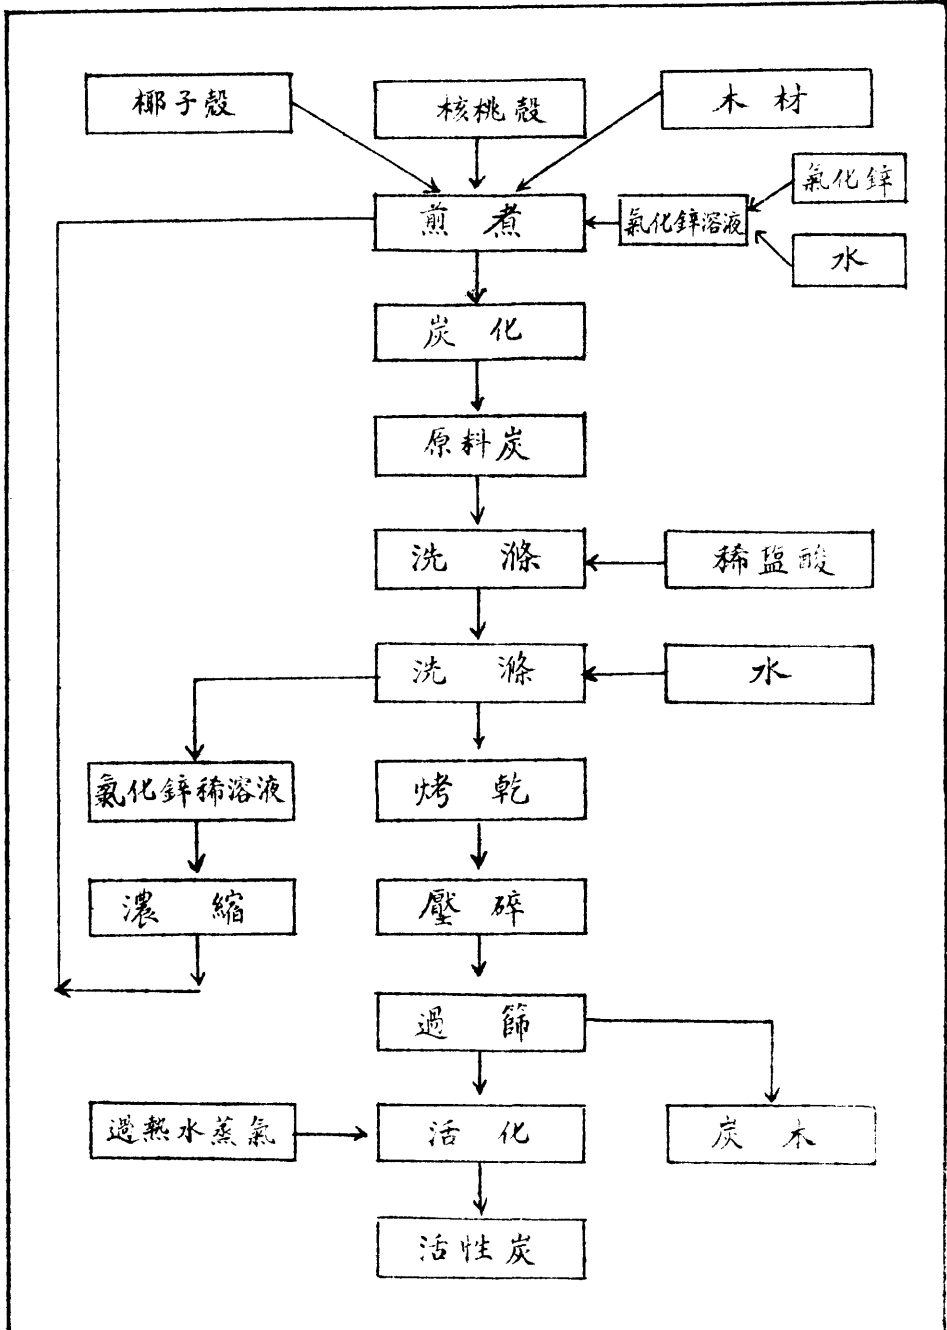 椰子殼
核桃殼
木材
氯化鋅
煎煮
氯化鋅溶液
水
炭化
原料炭
洗滌
稀盐酸
洗滌
水
氯化鋅稀溶液
烤乾
濃縮
壓碎
過篩
過熱水蒸氣
活化
炭木
活性炭